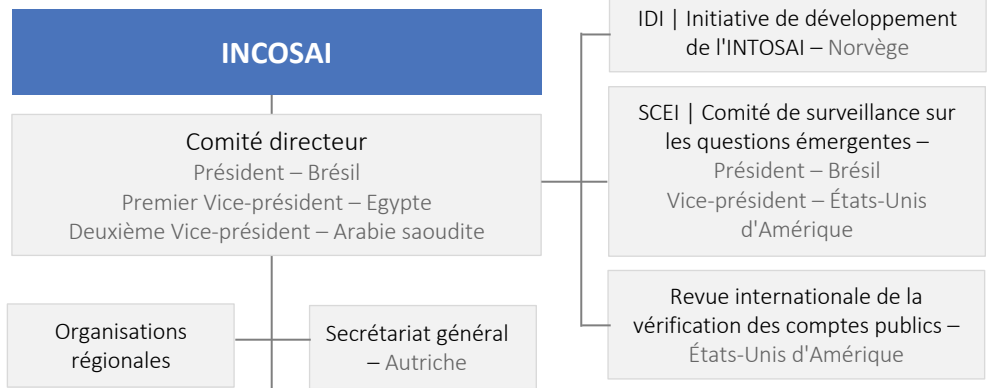 INCOSAI
Comité directeur
Président – Brésil
Premier Vice-président – Egypte
Deuxième Vice-président – Arabie saoudite
Organisations
régionales
Secrétariat général
– Autriche
IDI | Initiative de développement
de l'INTOSAI – Norvège
SCEI | Comité de surveillance sur
les questions émergentes –
Président – Brésil
Vice-président – États-Unis
d'Amérique
Revue internationale de la
vérification des comptes publics –
États-Unis d'Amérique